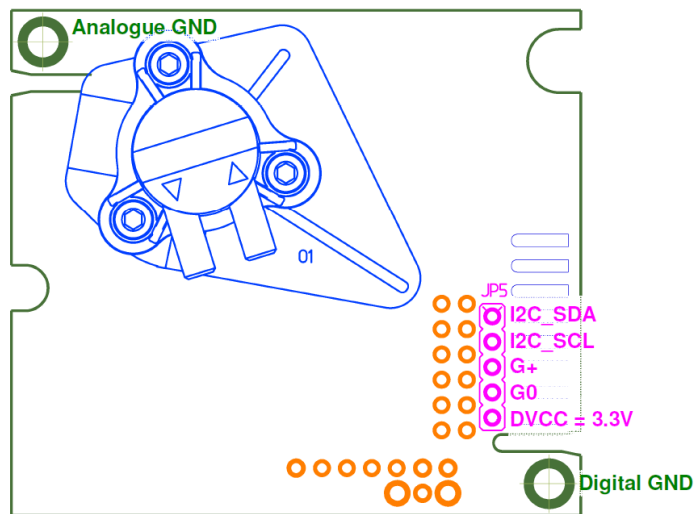 Analogue GND
01
JP5
I2C_SDA
I2C_SCL
G+
G0
DVCC = 3.3V
Digital GND